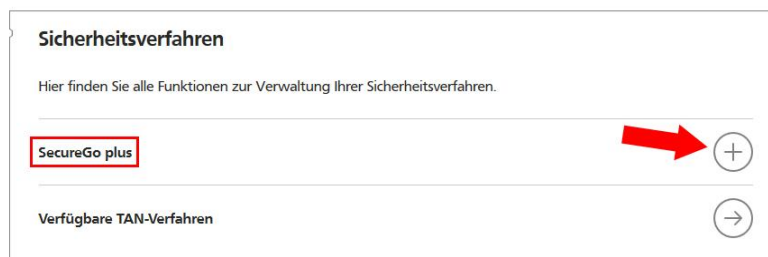 Sicherheitsverfahren
Hier finden Sie alle Funktionen zur Verwaltung Ihrer Sicherheitsverfahren.
SecureGo plus
Verfügbare TAN-Verfahren